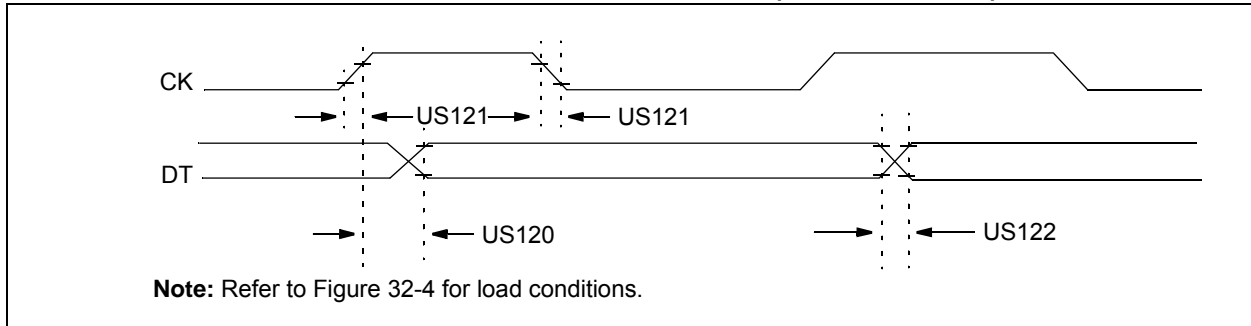 CK
US121 US121
DT
US120 US122
Note: Refer to Figure 32-4 for load conditions.